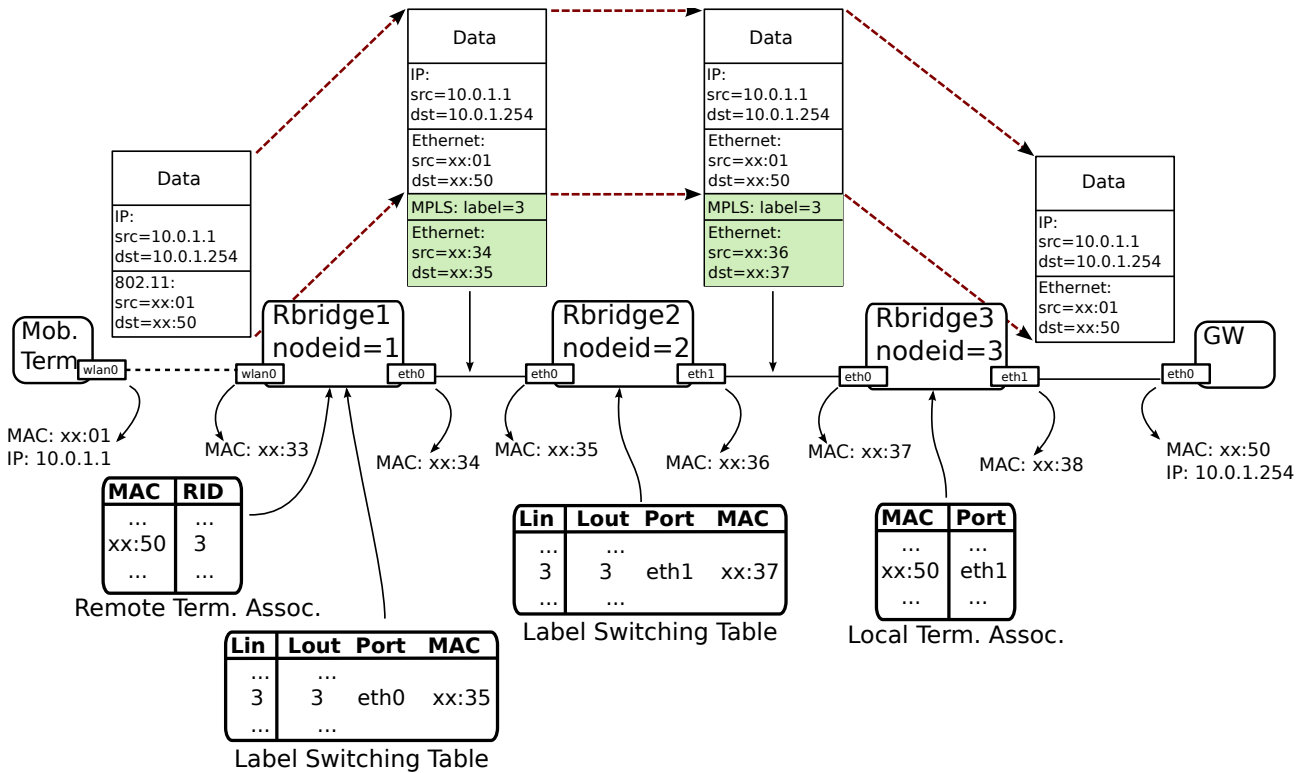 Data
IP:
src=10.0.1.1
dst=10.0.1.254
Ethernet:
src=xx:01
dst=xx:50
MPLS: label=3
Ethernet:
src=xx:34
dst=xx:35
Data
IP:
src=10.0.1.1
dst=10.0.1.254
Ethernet:
src=xx:01
dst=xx:50
MPLS: label=3
Ethernet:
src=xx:36
dst=xx:37
Data
IP:
src=10.0.1.1
dst=10.0.1.254
802.11:
src=xx:01
dst=xx:50
Data
IP:
src=10.0.1.1
dst=10.0.1.254
Ethernet:
src=xx:01
dst=xx:50
Mob.
Term
wlan0
Rbridge1
nodeid=1
wlan0
eth0
Rbridge2
nodeid=2
eth0
eth1
Rbridge3
nodeid=3
eth0
eth1
GW
eth0
MAC: xx:01
IP: 10.0.1.1
MAC: xx:33
MAC: xx:34
MAC: xx:35
MAC: xx:36
MAC: xx:37
MAC: xx:38
MAC: xx:50
IP: 10.0.1.254
MAC RID
... ...
xx:50 3
... ...
Remote Term. Assoc.
Lin Lout Port MAC
... ...
3 3 eth0 xx:35
... ...
Label Switching Table
Lin Lout Port MAC
... ...
3 3 eth1 xx:37
... ...
Label Switching Table
MAC Port
... ...
xx:50 eth1
... ...
Local Term. Assoc.